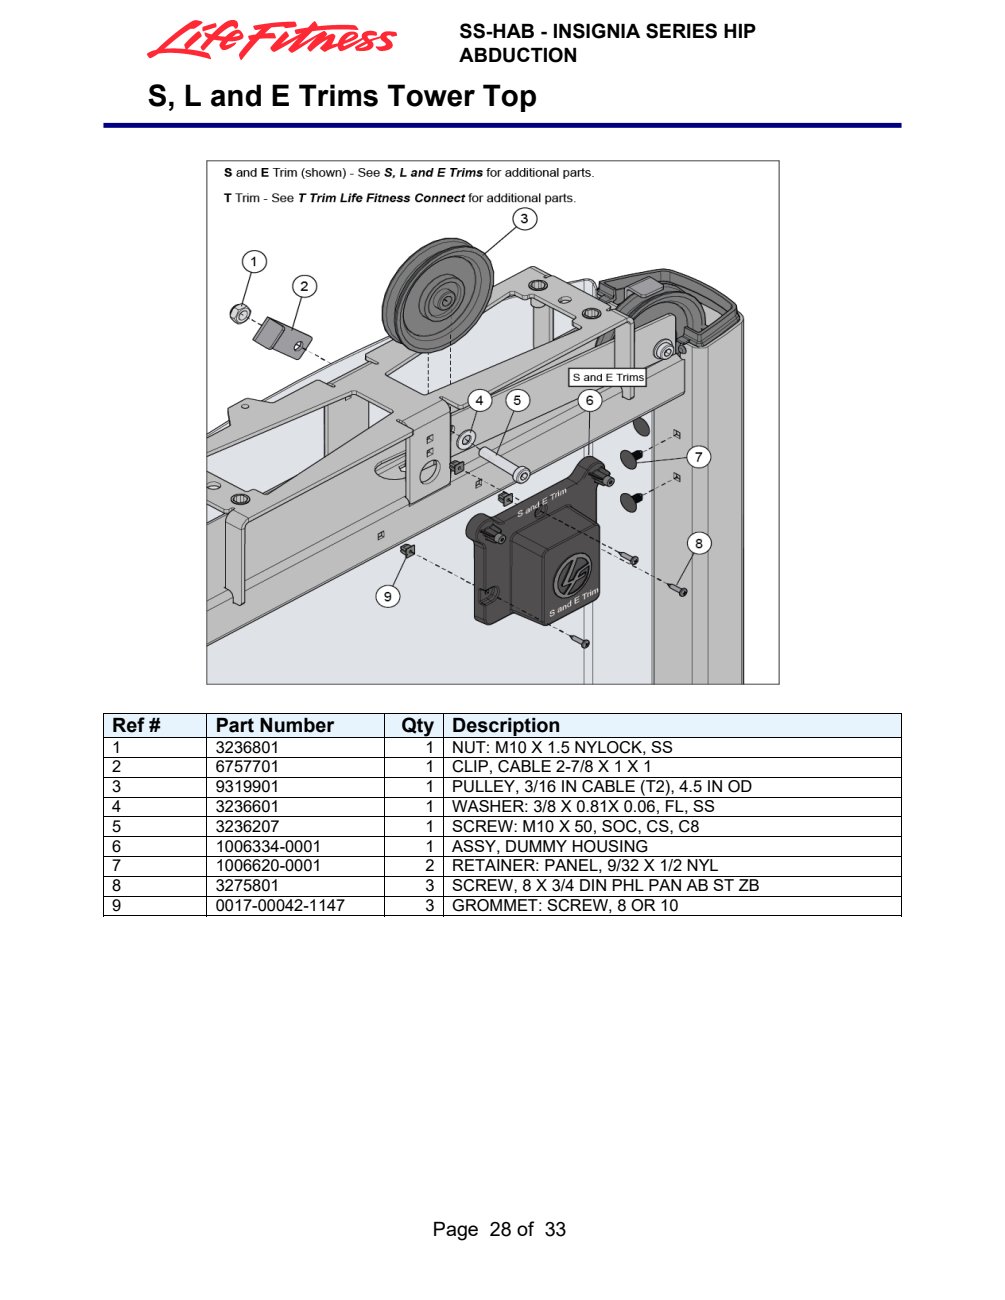 Life Fitness
SS-HAB - INSIGNIA SERIES HIP
ABDUCTION
S, L and E Trims Tower Top
S and E Trim (shown) - See S, L and E Trims for additional parts.
T Trim - See T Trim Life Fitness Connect for additional parts.
3
1
2
S and E Trims
4
5
6
7
S and E Trim
8
9
S and E Trim
Ref # Part Number Qty Description
1 3236801 1 NUT: M10 X 1.5 NYLOCK, SS
2 6757701 1 CLIP, CABLE 2-7/8 X 1 X 1
3 9319901 1 PULLEY, 3/16 IN CABLE (T2), 4.5 IN OD
4 3236601 1 WASHER: 3/8 X 0.81X 0.06, FL, SS
5 3236207 1 SCREW: M10 X 50, SOC, CS, C8
6 1006334-0001 1 ASSY, DUMMY HOUSING
7 1006620-0001 2 RETAINER: PANEL, 9/32 X 1/2 NYL
8 3275801 3 SCREW, 8 X 3/4 DIN PHL PAN AB ST ZB
9 0017-00042-1147 3 GROMMET: SCREW, 8 OR 10
Page 28 of 33